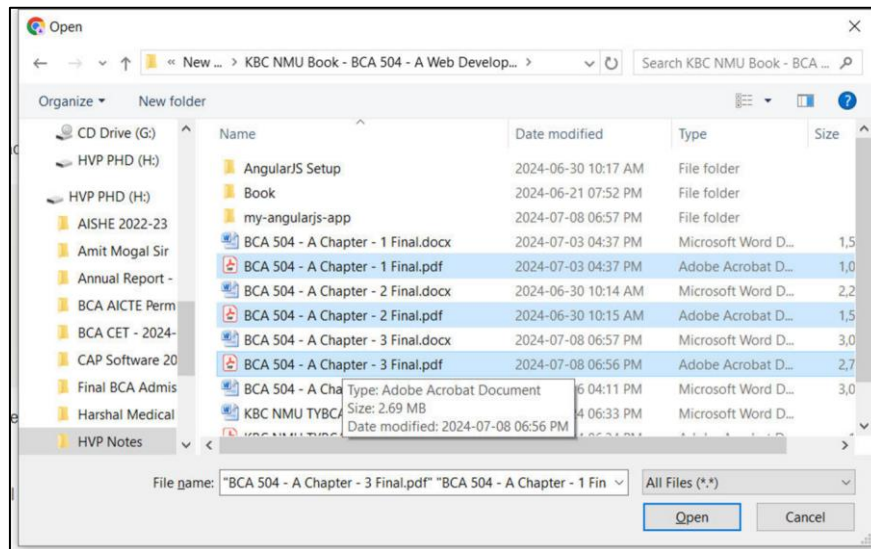 Open
« New ... > KBC NMU Book - BCA 504 - A Web Develop... >
Search KBC NMU Book - BCA ...
Organize New folder
CD Drive (G:)
HVP PHD (H:)
HVP PHD (H:)
AISHE 2022-23
Amit Mogal Sir
Annual Report -
BCA AICTE Perm
BCA CET - 2024-
CAP Software 20
Final BCA Admis
Harshal Medical
HVP Notes
Name Date modified Type Size
AngularJS Setup 2024-06-30 10:17 AM File folder
Book 2024-06-21 07:52 PM File folder
my-angularjs-app 2024-07-08 06:57 PM File folder
BCA 504 - A Chapter - 1 Final.docx 2024-07-03 04:37 PM Microsoft Word D... 1,5
BCA 504 - A Chapter - 1 Final.pdf 2024-07-03 04:37 PM Adobe Acrobat D... 1,0
BCA 504 - A Chapter - 2 Final.docx 2024-06-30 10:14 AM Microsoft Word D... 2,2
BCA 504 - A Chapter - 2 Final.pdf 2024-06-30 10:15 AM Adobe Acrobat D... 1,5
BCA 504 - A Chapter - 3 Final.docx 2024-07-08 06:57 PM Microsoft Word D... 3,0
BCA 504 - A Chapter - 3 Final.pdf 2024-07-08 06:56 PM Adobe Acrobat D... 2,7
BCA 504 - A Cha 6 04:11 PM Microsoft Word D... 3,0
KBC NMU TYBCA 4 06:33 PM Microsoft Word D...
Type: Adobe Acrobat Document
Size: 2.69 MB
Date modified: 2024-07-08 06:56 PM
File name: "BCA 504 - A Chapter - 3 Final.pdf" "BCA 504 - A Chapter - 1 Fin All Files (*.*)
Open Cancel